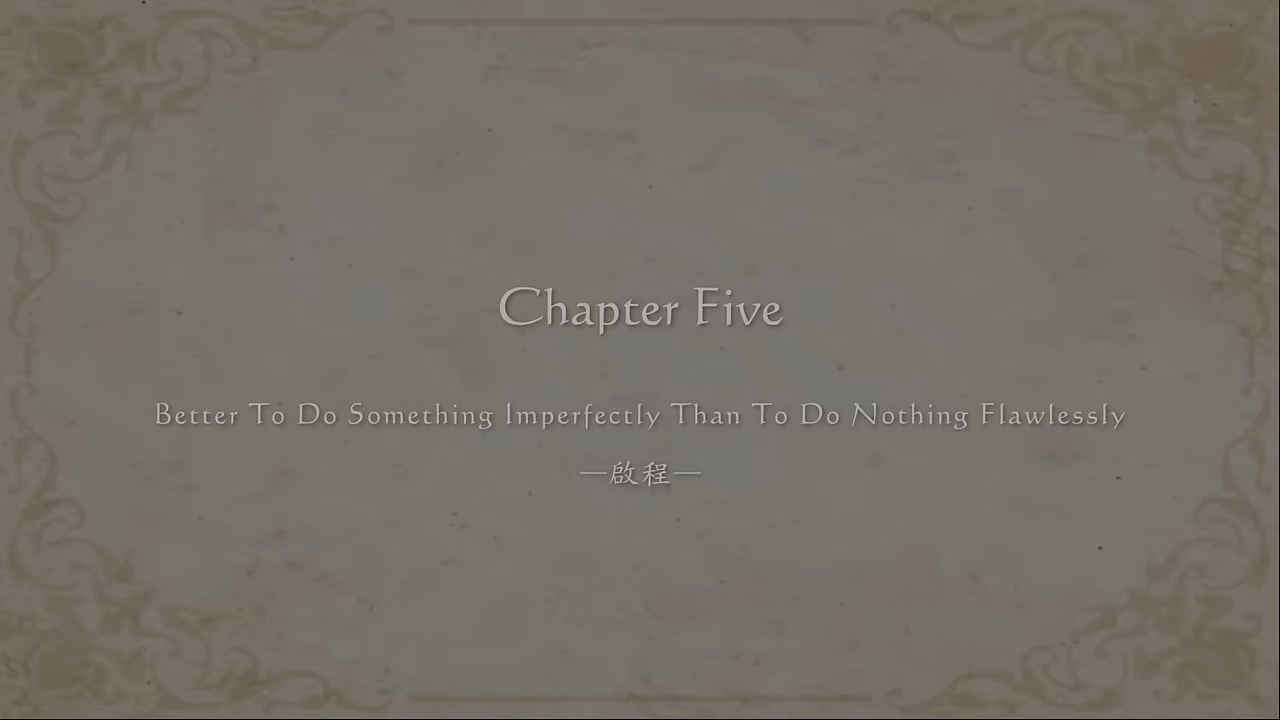 Chapter Five
Better To Do Something Imperfectly Than To Do Nothing Flawlessly
—啟程—